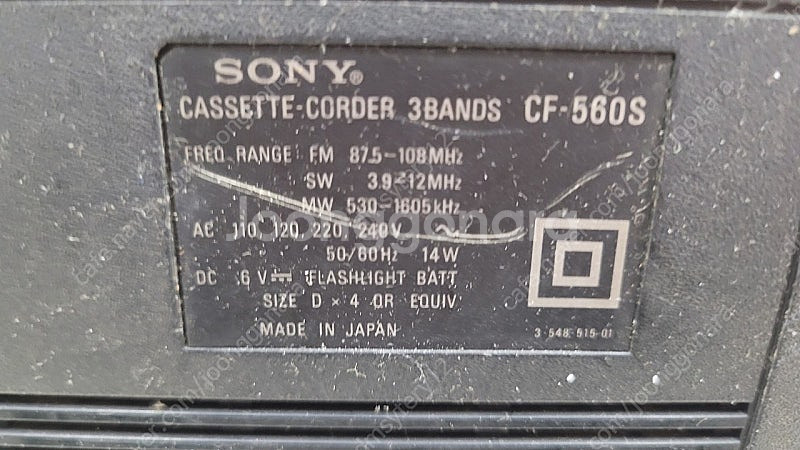 SONY®
CASSETTE-CORDER 3BANDS CF-560S
FREQ RANGE FM 87.5-108MHz
SW 3.9-12MHz
MW 530-1605kHz
AC 110, 120, 220, 240V ~
50/60Hz 14W
DC 6V FLASHLIGHT BATT
SIZE D × 4 OR EQUIV
MADE IN JAPAN
3-548-515-01
Joonggonara